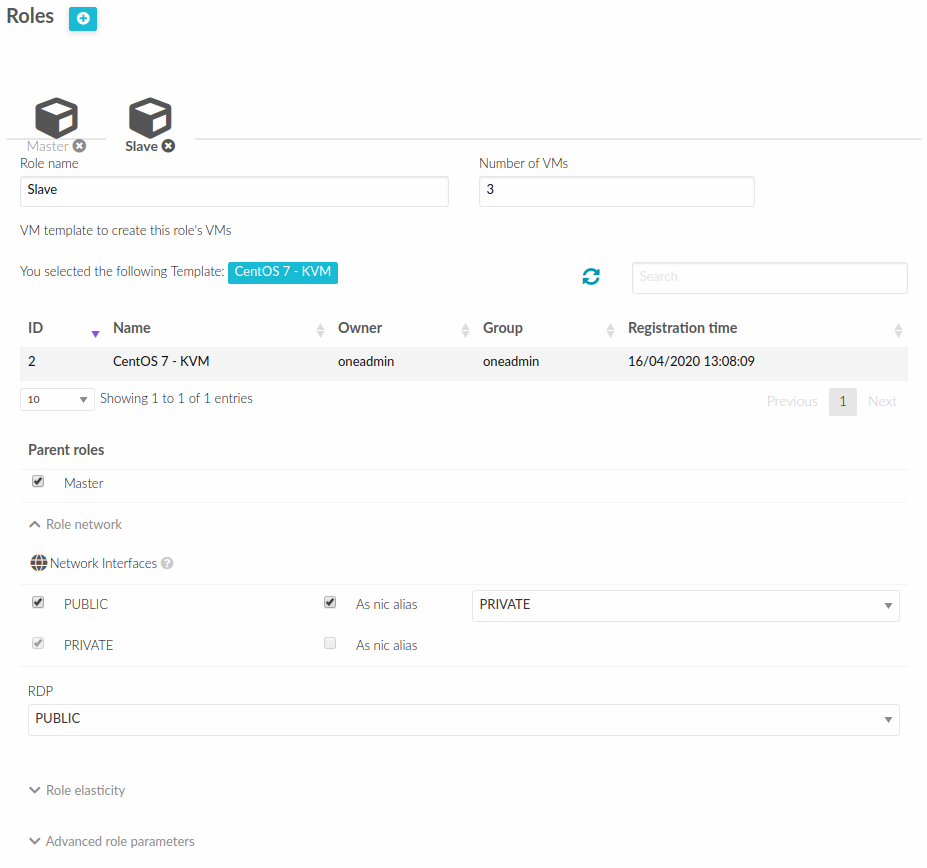 Roles
Master Slave
Role name Number of VMs
Slave 3
VM template to create this role's VMs
You selected the following Template: CentOS 7 - KVM Search
ID Name Owner Group Registration time
2 CentOS 7 - KVM oneadmin oneadmin 16/04/2020 13:08:09
10 Showing 1 to 1 of 1 entries Previous 1 Next
Parent roles
Master
Role network
Network Interfaces ?
PUBLIC As nic alias PRIVATE
PRIVATE As nic alias
RDP
PUBLIC
Role elasticity
Advanced role parameters